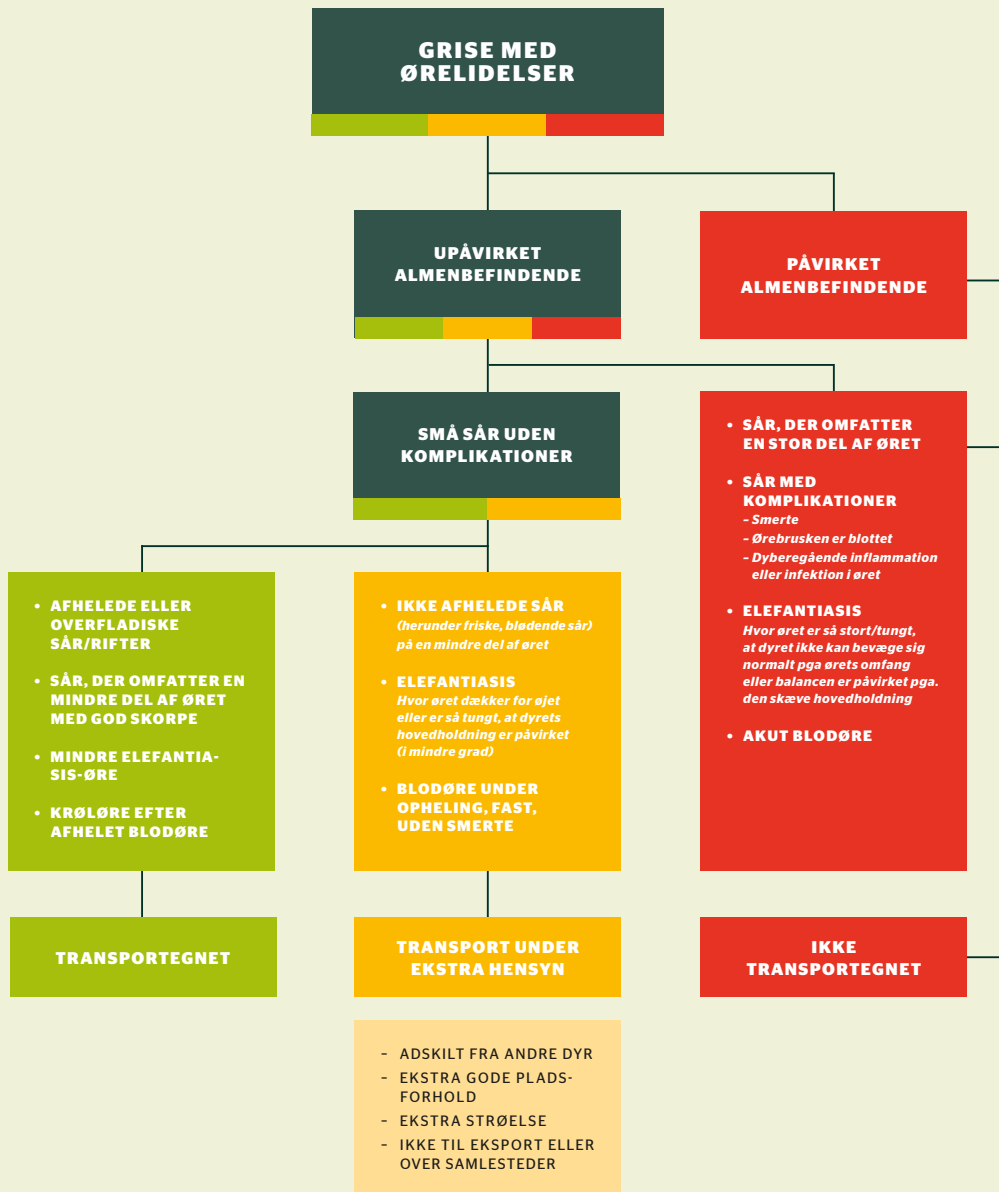 GRISE MED
ØRELIDELSER
UPÅVIRKET
ALMENBEFINDENDE
PÅVIRKET
ALMENBEFINDENDE
SMÅ SÅR UDEN
KOMPLIKATIONER
• SÅR, DER OMFATTER
EN STOR DEL AF ØRET
• SÅR MED
KOMPLIKATIONER
– Smerte
– Ørebrusken er blottet
– Dyberegående inflammation
eller infektion i øret
• ELEFANTIASIS
Hvor øret er så stort/tungt,
at dyret ikke kan bevæge sig
normalt pga ørets omfang
eller balancen er påvirket pga.
den skæve hovedholdning
• AKUT BLODØRE
• AFHELEDE ELLER
OVERFLADISKE
SÅR/RIFTER
• SÅR, DER OMFATTER EN
MINDRE DEL AF ØRET
MED GOD SKORPE
• MINDRE ELEFANTIA-
SIS-ØRE
• KRØLØRE EFTER
AFHELET BLODØRE
• IKKE AFHELEDE SÅR
(herunder friske, blødende sår)
på en mindre del af øret
• ELEFANTIASIS
Hvor øret dækker for øjet
eller er så tungt, at dyrets
hovedholdning er påvirket
(i mindre grad)
• BLODØRE UNDER
OPHELING, FAST,
UDEN SMERTE
TRANSPORTEGNET
TRANSPORT UNDER
EKSTRA HENSYN
IKKE
TRANSPORTEGNET
– ADSKILT FRA ANDRE DYR
– EKSTRA GODE PLADS-
FORHOLD
– EKSTRA STRØELSE
– IKKE TIL EKSPORT ELLER
OVER SAMLESTEDER